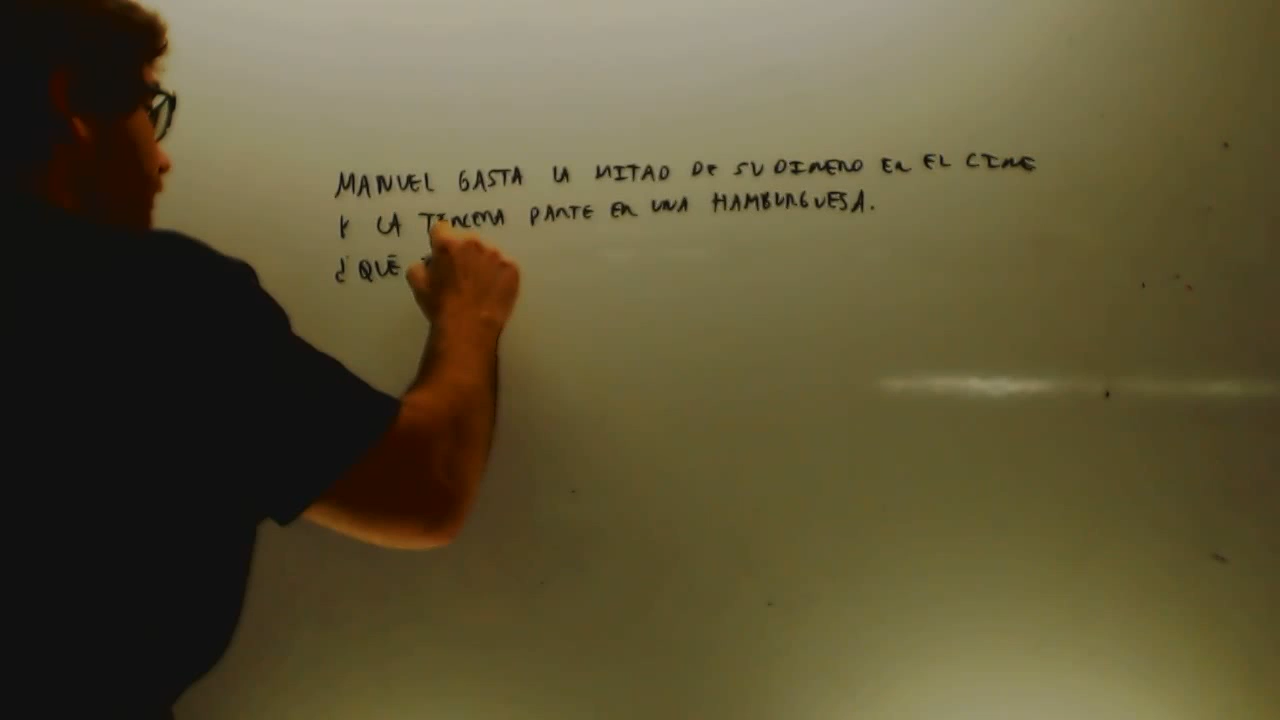 MANUEL GASTA LA MITAD DE SU DINERO EN EL CINE
Y LA TERCERA PARTE EN UNA HAMBURGUESA.
¿QUÉ